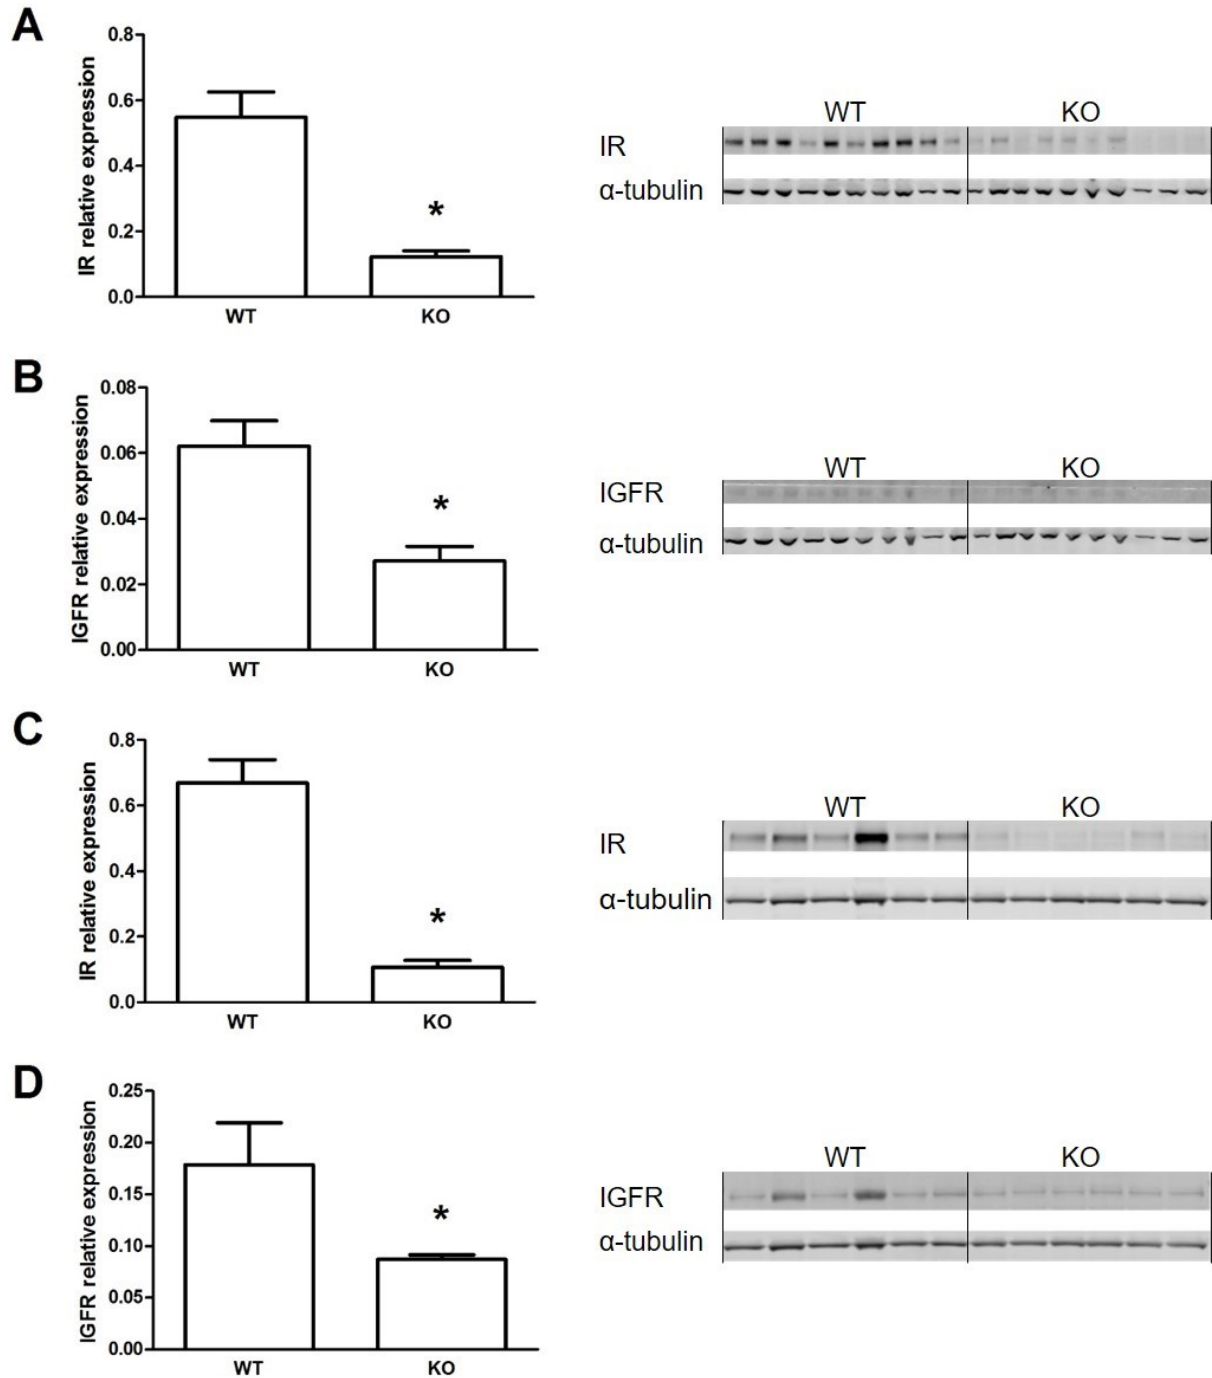 A
IR relative expression
0.8
0.6
0.4
0.2
0.0
*
WT
KO
WT
KO
IR
α-tubulin
B
IGFR relative expression
0.08
0.06
0.04
0.02
0.00
*
WT
KO
WT
KO
IGFR
α-tubulin
C
IR relative expression
0.8
0.6
0.4
0.2
0.0
*
WT
KO
WT
KO
IR
α-tubulin
D
IGFR relative expression
0.25
0.20
0.15
0.10
0.05
0.00
*
WT
KO
WT
KO
IGFR
α-tubulin